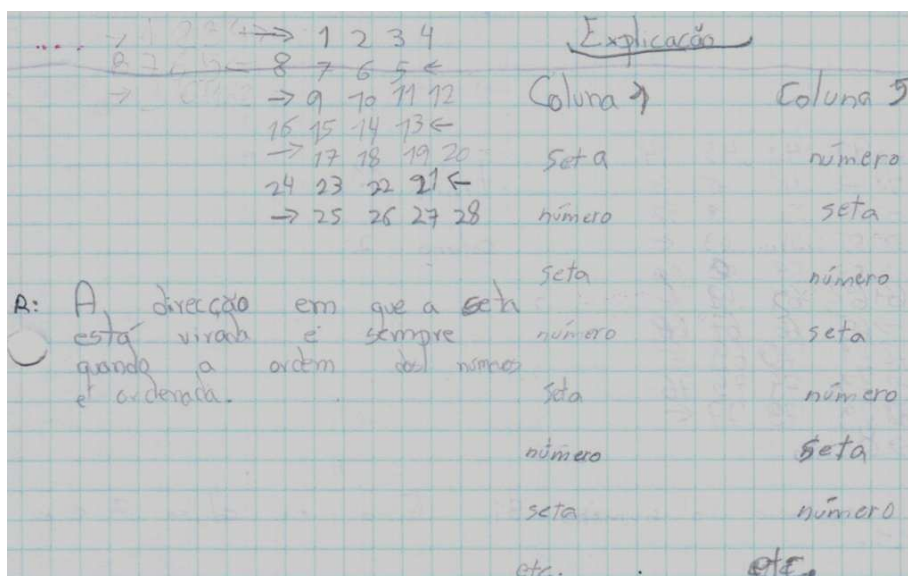 → 1 2 3 4
8 7 6 5 ←
→ 9 10 11 12
16 15 14 13 ←
→ 17 18 19 20
24 23 22 21 ←
→ 25 26 27 28
R: A direcção em que a seta
está virada é sempre
quando a ordem dos números
é ordenada.
Explicação
Coluna 1 Coluna 5
seta número
número seta
seta número
número seta
seta número
número seta
seta número
etc. etc.